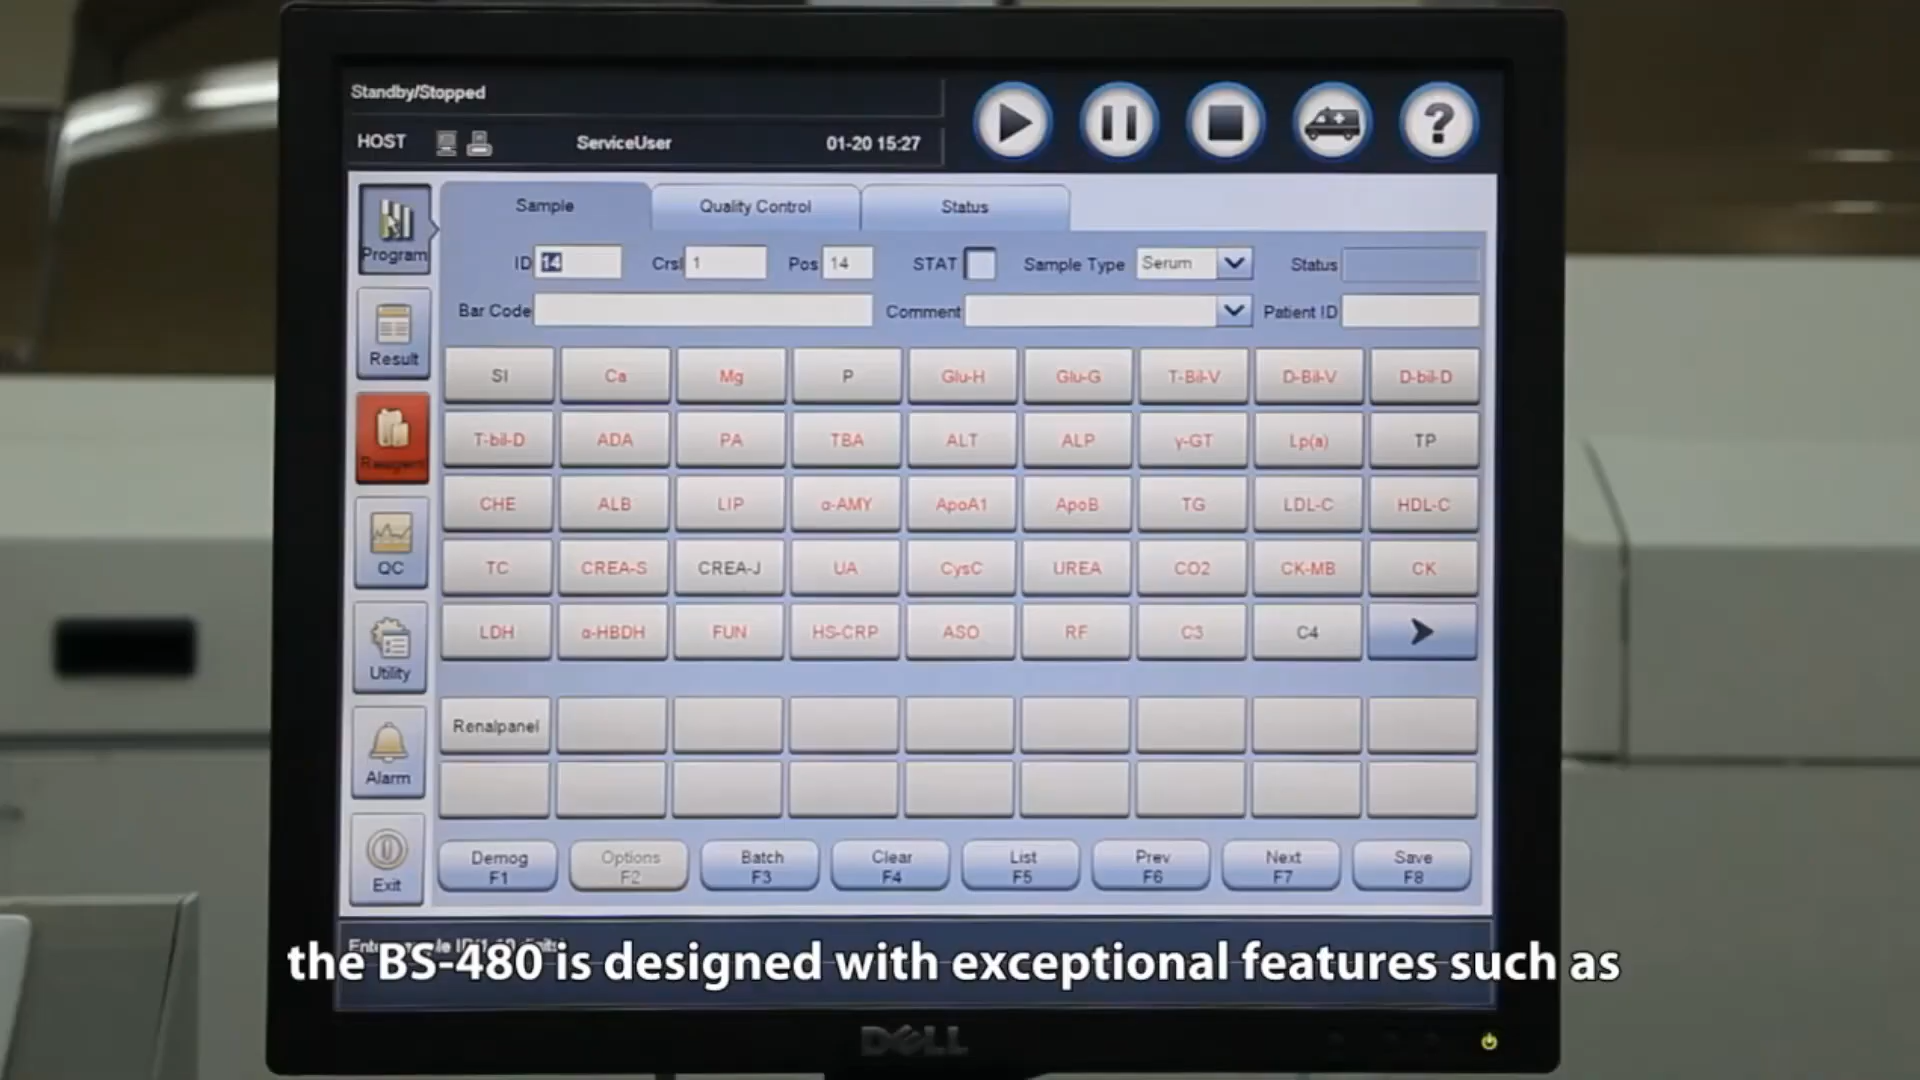 Standby/Stopped
HOST ServiceUser 01-20 15:27
Program
Result
Reagent
QC
Utility
Alarm
Exit
Sample Quality Control Status
ID 14 Crsl 1 Pos 14 STAT Sample Type Serum Status
Bar Code Comment Patient ID
SI Ca Mg P Glu-H Glu-G T-Bil-V D-Bil-V D-bil-D
T-bil-D ADA PA TBA ALT ALP γ-GT Lp(a) TP
CHE ALB LIP α-AMY ApoA1 ApoB TG LDL-C HDL-C
TC CREA-S CREA-J UA CysC UREA CO2 CK-MB CK
LDH α-HBDH FUN HS-CRP ASO RF C3 C4
Renalpanel
Demog Options Batch Clear List Prev Next Save
F1 F2 F3 F4 F5 F6 F7 F8
the BS-480 is designed with exceptional features such as
DELL